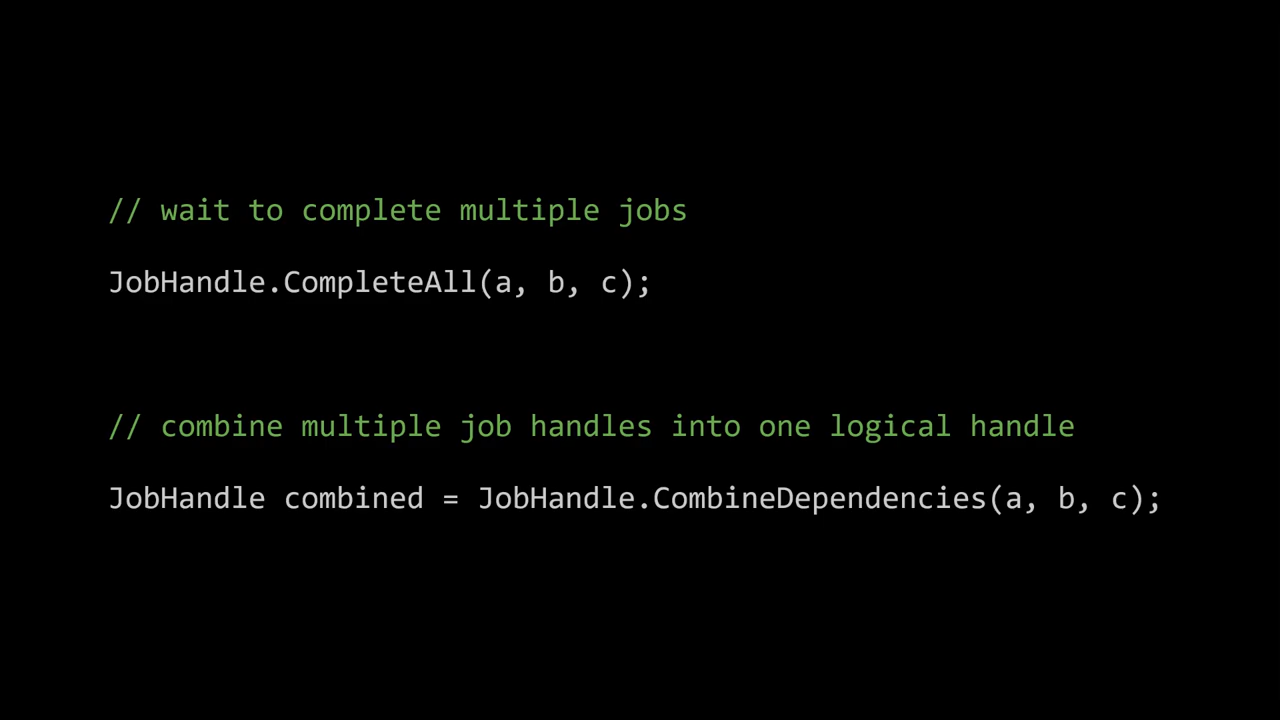 // wait to complete multiple jobs
JobHandle.CompleteAll(a, b, c);
// combine multiple job handles into one logical handle
JobHandle combined = JobHandle.CombineDependencies(a, b, c);